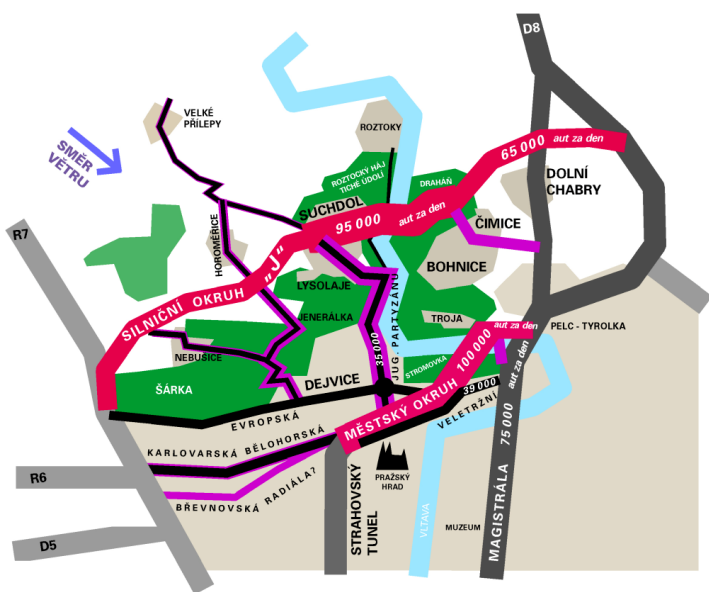 D8
VELKÉ
PŘÍLEPY
SMĚR
VĚTRU
ROZTOKY
65 000 aut za den
ROZTOCKÝ HÁJ
TICHÉ ÚDOLÍ
DRAHÁŇ
DOLNÍ
CHABRY
SUCHDOL
95 000 aut za den
ČIMICE
R7
HOROMĚŘICE
BOHNICE
SILNIČNÍ OKRUH „J“
LYSOLAJE
JENERÁLKA
TROJA
JUG. PARTYZÁNŮ
35 000
PELC - TYROLKA
NEBUŠICE
STROMOVKA
DEJVICE
ŠÁRKA
MĚSTSKÝ OKRUH 100 000 aut za den
39 000
VELETRŽNÍ
EVROPSKÁ
KARLOVARSKÁ BĚLOHORSKÁ
R6
RADIÁLA?
BŘEVNOVSKÁ
PRAŽSKÝ
HRAD
STRAHOVSKÝ
TUNEL
VLTAVA
MUZEUM
MAGISTRÁLA 75 000 aut za den
D5